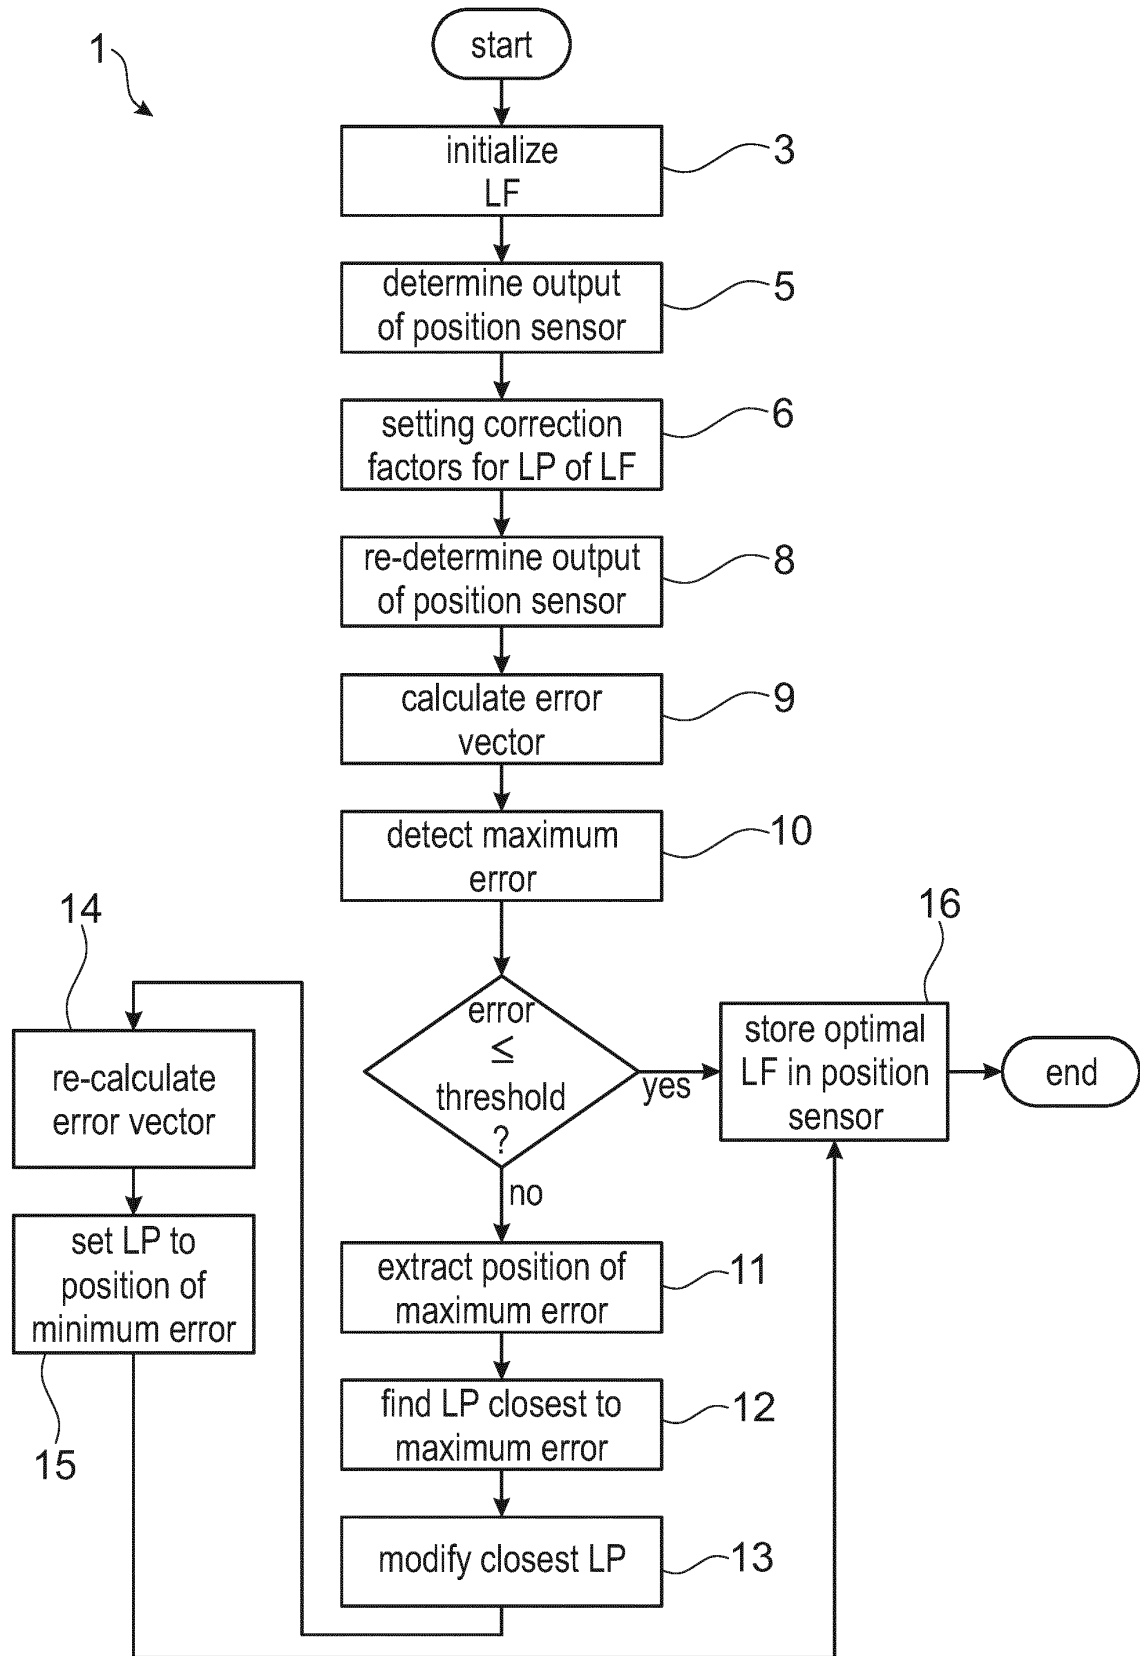 start
1
initialize
LF
3
determine output
of position sensor
5
setting correction
factors for LP of LF
6
re-determine output
of position sensor
8
calculate error
vector
9
detect maximum
error
10
error
≤
threshold
?
yes
no
16
store optimal
LF in position
sensor
end
extract position of
maximum error
11
find LP closest to
maximum error
12
modify closest LP
13
14
re-calculate
error vector
set LP to
position of
minimum error
15